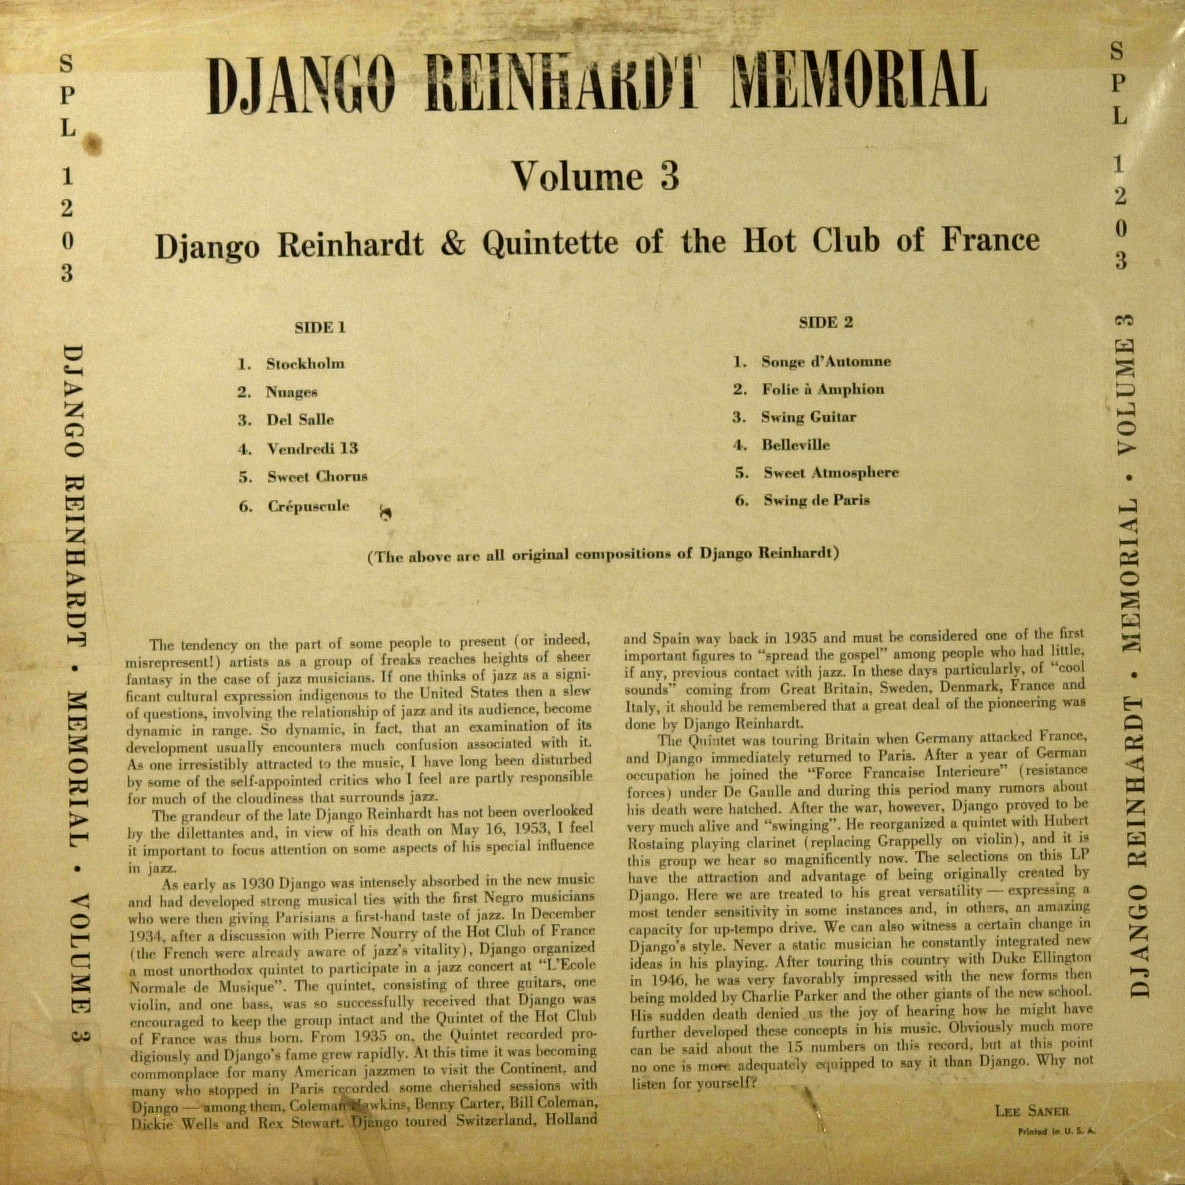 DJANGO REINHARDT MEMORIAL
Volume 3
Django Reinhardt & Quintette of the Hot Club of France
SPL 1203 DJANGO REINHARDT • MEMORIAL • VOLUME 3
SIDE 1
1. Stockholm
2. Nuages
3. Del Salle
4. Vendredi 13
5. Sweet Chorus
6. Crépuscule
SIDE 2
1. Songe d'Automne
2. Folie à Amphion
3. Swing Guitar
4. Belleville
5. Sweet Atmosphere
6. Swing de Paris
(The above are all original compositions of Django Reinhardt)
The tendency on the part of some people to present (or indeed,
misrepresent!) artists as a group of freaks reaches heights of sheer
fantasy in the case of jazz musicians. If one thinks of jazz as a signi-
ficant cultural expression indigenous to the United States then a slew
of questions, involving the relationship of jazz and its audience, become
dynamic in range. So dynamic, in fact, that an examination of its
development usually encounters much confusion associated with it.
As one irresistibly attracted to the music, I have long been disturbed
by some of the self-appointed critics who I feel are partly responsible
for much of the cloudiness that surrounds jazz.
The grandeur of the late Django Reinhardt has not been overlooked
by the dilettantes and, in view of his death on May 16, 1953, I feel
it important to focus attention on some aspects of his special influence
in jazz.
As early as 1930 Django was intensely absorbed in the new music
and had developed strong musical ties with the first Negro musicians
who were then giving Parisians a first-hand taste of jazz. In December
1934, after a discussion with Pierre Nourry of the Hot Club of France
(the French were already aware of jazz's vitality), Django organized
a most unorthodox quintet to participate in a jazz concert at "L'Ecole
Normale de Musique". The quintet, consisting of three guitars, one
violin, and one bass, was so successfully received that Django was
encouraged to keep the group intact and the Quintet of the Hot Club
of France was thus born. From 1935 on, the Quintet recorded pro-
digiously and Django's fame grew rapidly. At this time it was becoming
commonplace for many American jazzmen to visit the Continent, and
many who stopped in Paris recorded some cherished sessions with
Django — among them, Coleman Hawkins, Benny Carter, Bill Coleman,
Dickie Wells and Rex Stewart. Django toured Switzerland, Holland
and Spain way back in 1935 and must be considered one of the first
important figures to "spread the gospel" among people who had little,
if any, previous contact with jazz. In these days particularly, of "cool
sounds" coming from Great Britain, Sweden, Denmark, France and
Italy, it should be remembered that a great deal of the pioneering was
done by Django Reinhardt.
The Quintet was touring Britain when Germany attacked France,
and Django immediately returned to Paris. After a year of German
occupation he joined the "Force Francaise Interieure" (resistance
forces) under De Gaulle and during this period many rumors about
his death were hatched. After the war, however, Django proved to be
very much alive and "swinging". He reorganized a quintet with Hubert
Rostaing playing clarinet (replacing Grappelly on violin), and it is
this group we hear so magnificently now. The selections on this LP
have the attraction and advantage of being originally created by
Django. Here we are treated to his great versatility — expressing a
most tender sensitivity in some instances and, in others, an amazing
capacity for up-tempo drive. We can also witness a certain change in
Django's style. Never a static musician he constantly integrated new
ideas in his playing. After touring this country with Duke Ellington
in 1946, he was very favorably impressed with the new forms then
being molded by Charlie Parker and the other giants of the new school.
His sudden death denied us the joy of hearing how he might have
further developed these concepts in his music. Obviously much more
can be said about the 15 numbers on this record, but at this point
no one is more adequately equipped to say it than Django. Why not
listen for yourself?
LEE SANER
Printed in U. S. A.
SPL 1203 DJANGO REINHARDT • MEMORIAL • VOLUME 3